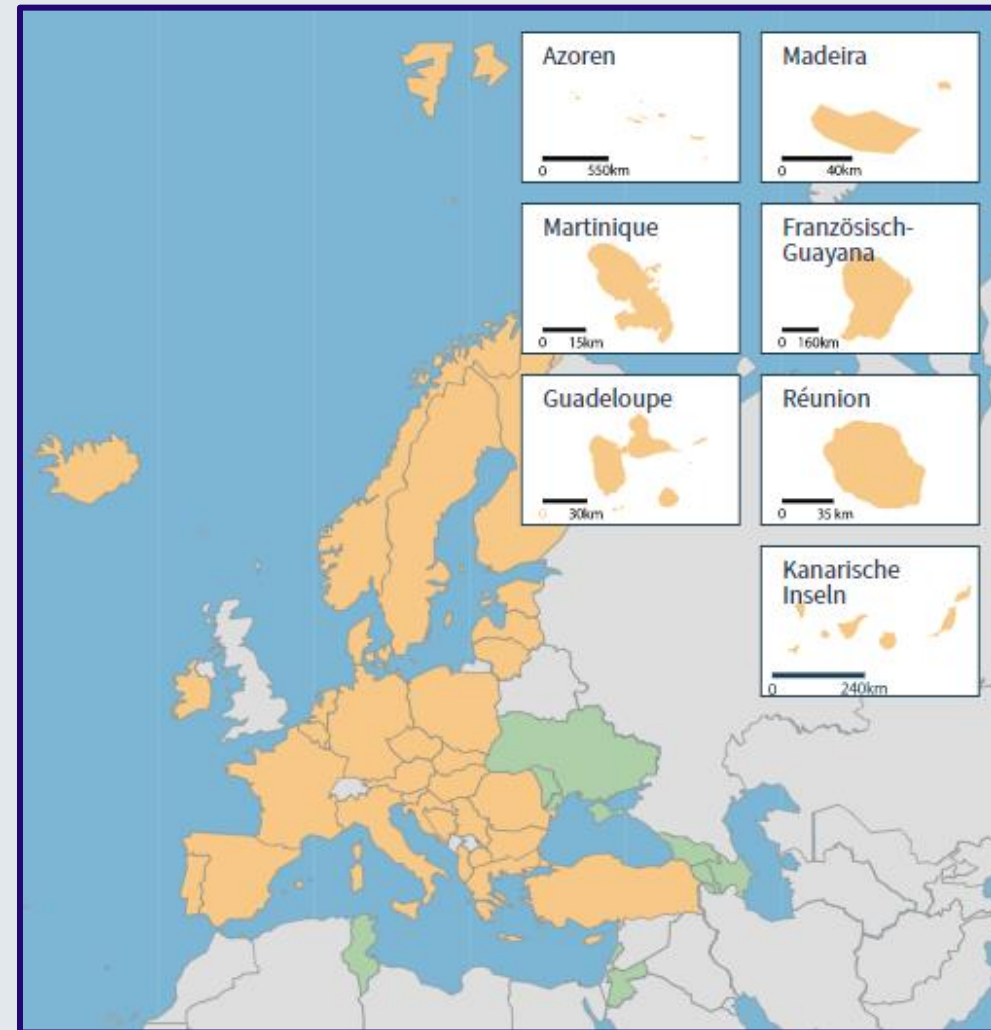 Azoren
0 550km
Madeira
0 40km
Martinique
0 15km
Französisch-
Guayana
0 160km
Guadeloupe
0 30km
Réunion
0 35 km
Kanarische
Inseln
0 240km